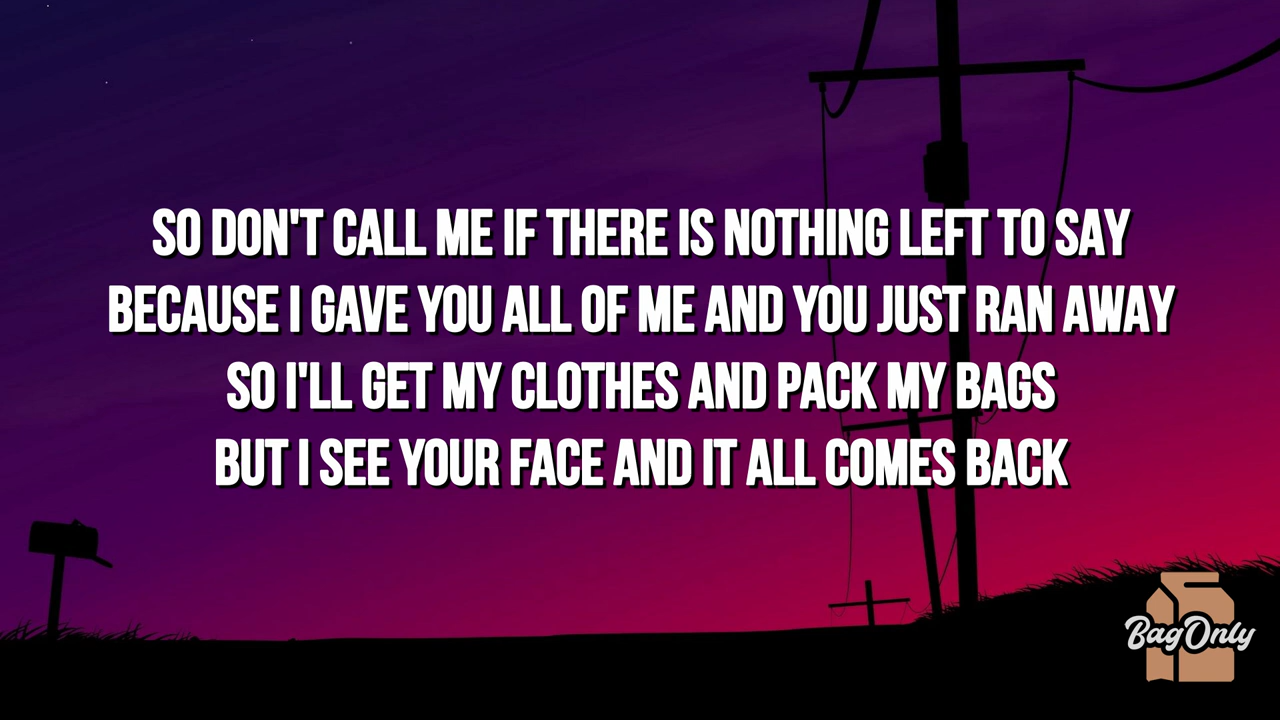 SO DON'T CALL ME IF THERE IS NOTHING LEFT TO SAY
BECAUSE I GAVE YOU ALL OF ME AND YOU JUST RAN AWAY
SO I'LL GET MY CLOTHES AND PACK MY BAGS
BUT I SEE YOUR FACE AND IT ALL COMES BACK
BagOnly